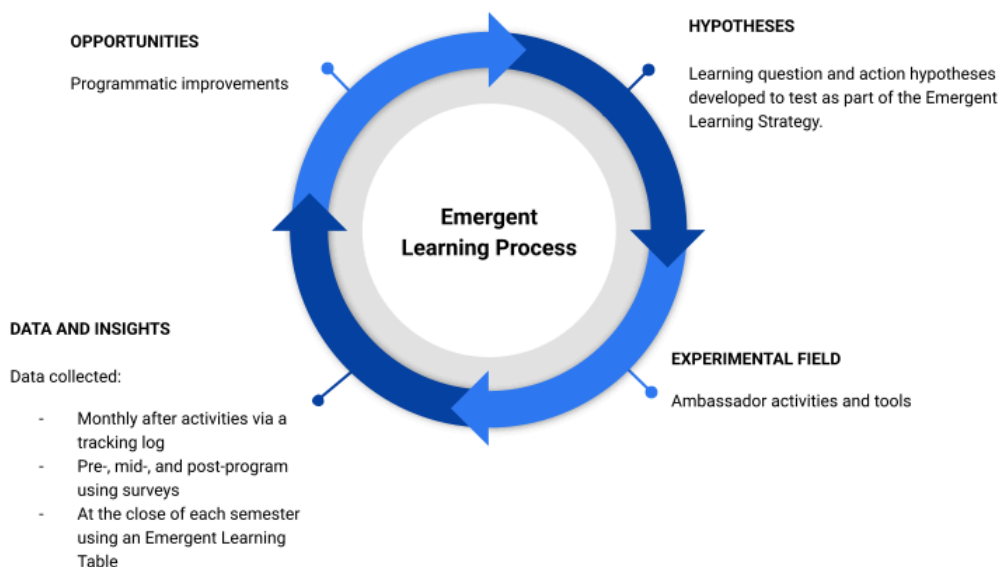 OPPORTUNITIES
Programmatic improvements
HYPOTHESES
Learning question and action hypotheses
developed to test as part of the Emergent
Learning Strategy.
Emergent
Learning Process
DATA AND INSIGHTS
Data collected:
- Monthly after activities via a
tracking log
- Pre-, mid-, and post-program
using surveys
- At the close of each semester
using an Emergent Learning
Table
EXPERIMENTAL FIELD
Ambassador activities and tools